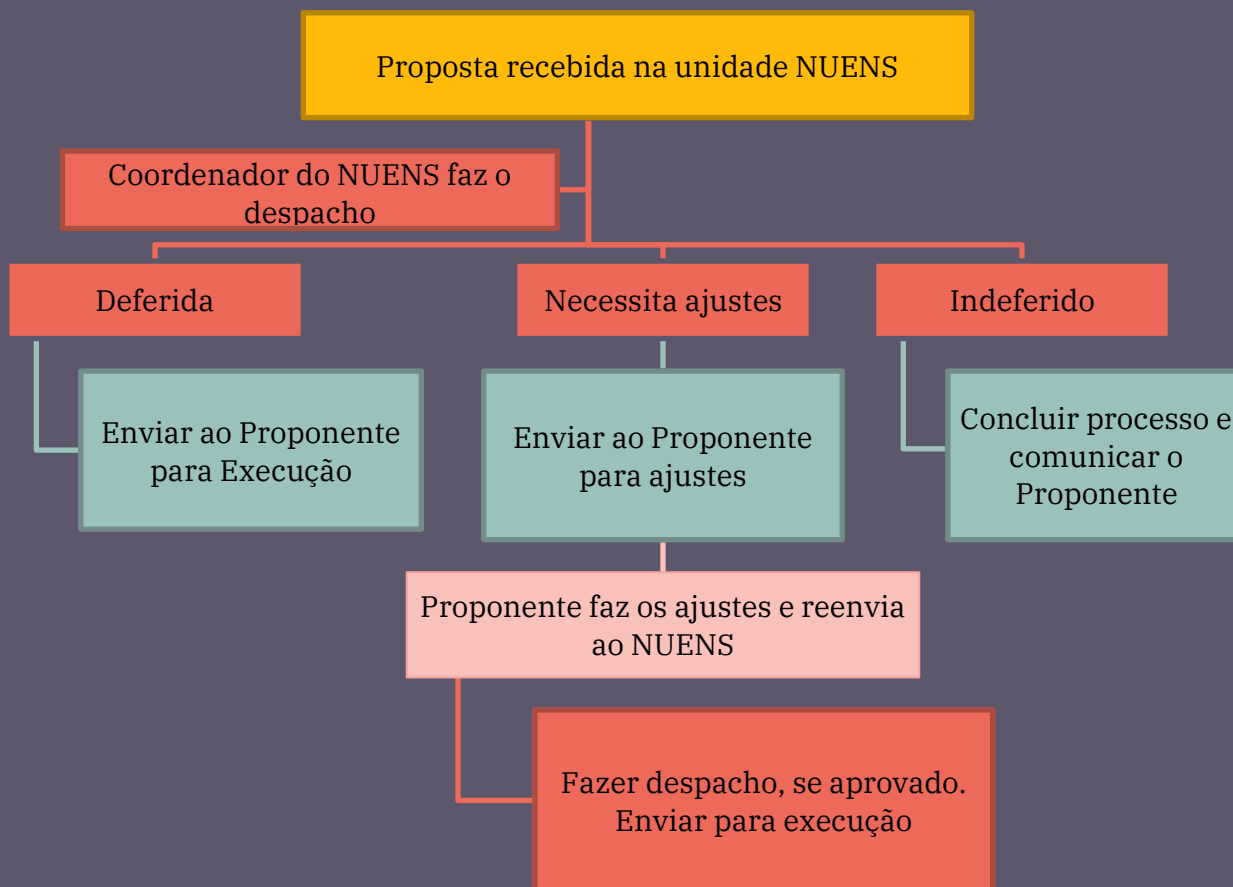 Proposta recebida na unidade NUENS
Coordenador do NUENS faz o
despacho
Deferida
Necessita ajustes
Indeferido
Enviar ao Proponente
para Execução
Enviar ao Proponente
para ajustes
Concluir processo e
comunicar o
Proponente
Proponente faz os ajustes e reenvia
ao NUENS
Fazer despacho, se aprovado.
Enviar para execução